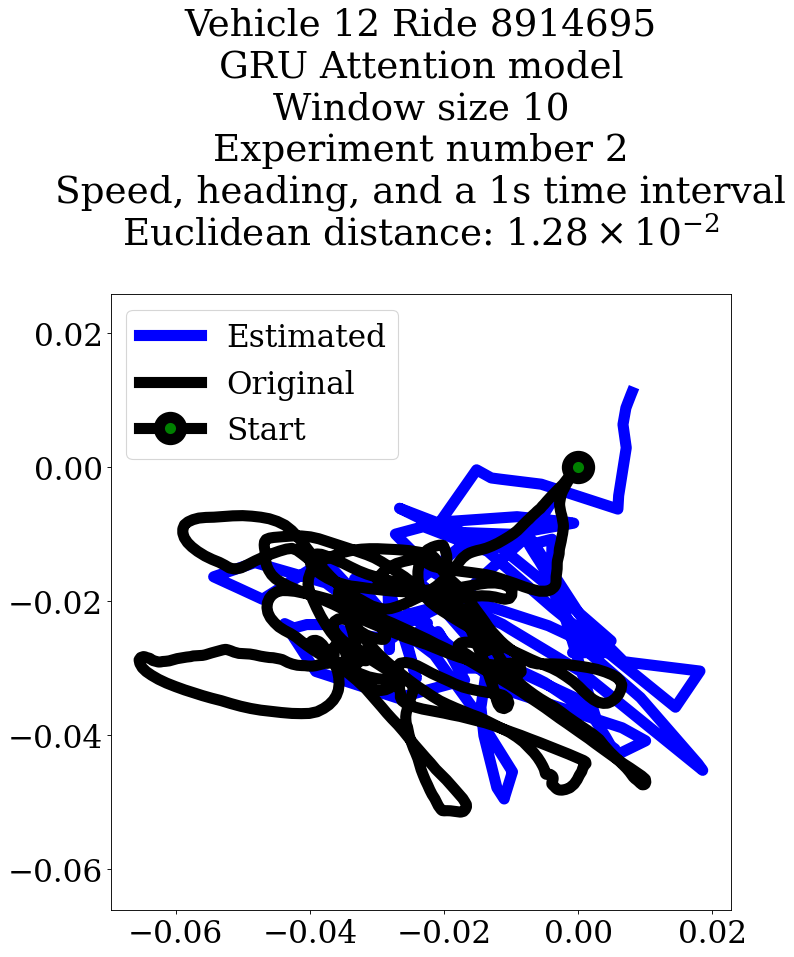 Vehicle 12 Ride 8914695
GRU Attention model
Window size 10
Experiment number 2
Speed, heading, and a 1s time interval
Euclidean distance: 1.28 × 10⁻²
Estimated
Original
Start
0.02
0.00
−0.02
−0.04
−0.06
−0.06 −0.04 −0.02 0.00 0.02